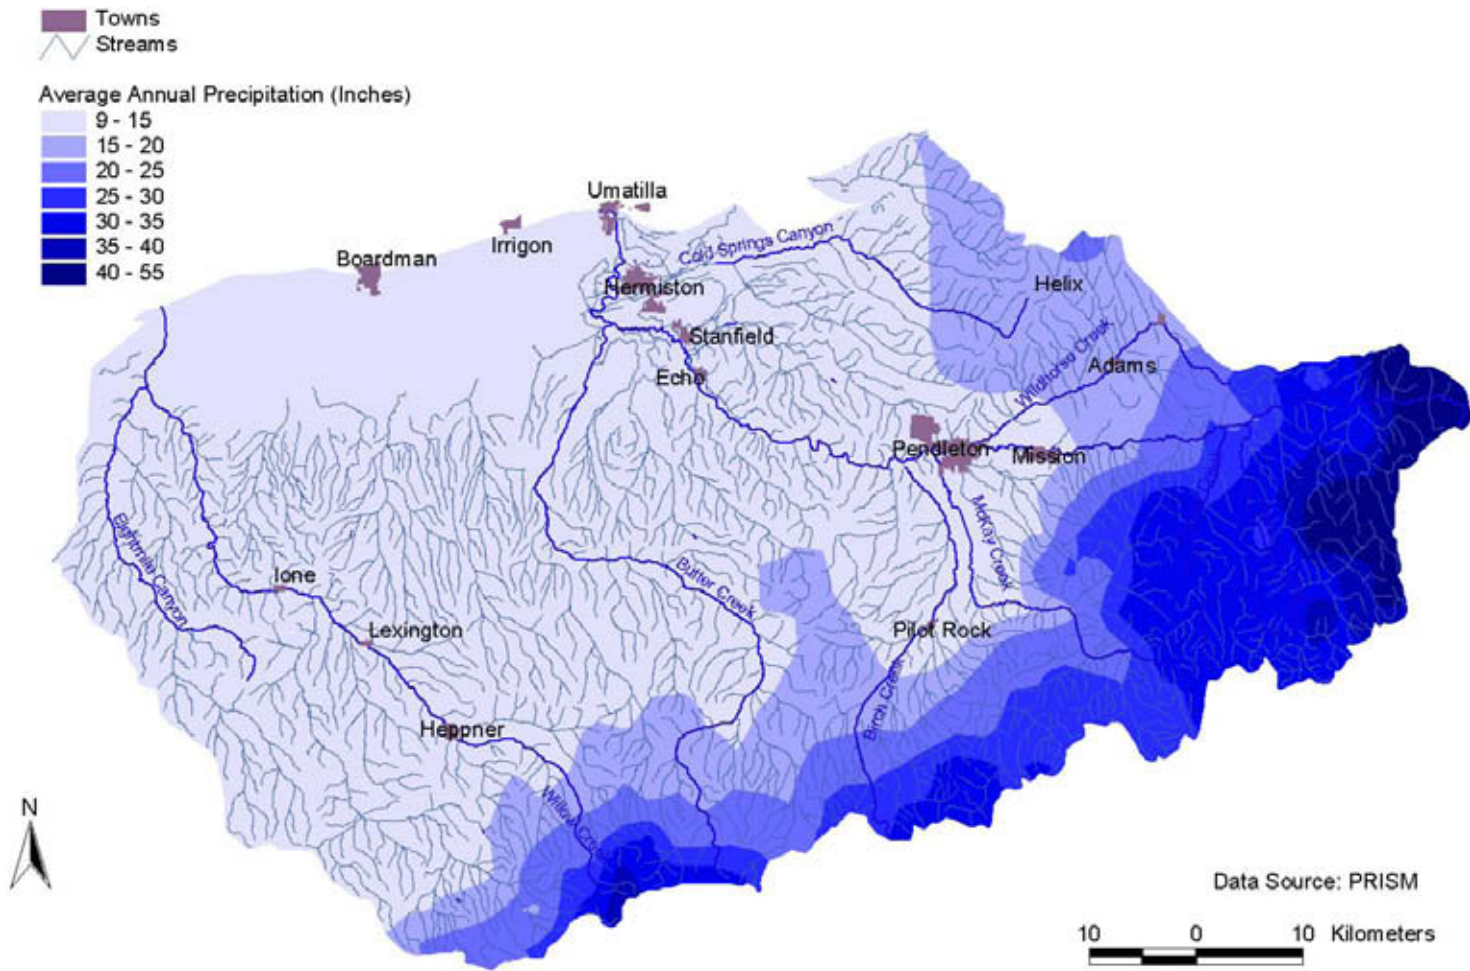 Towns
Streams
Average Annual Precipitation (Inches)
9 - 15
15 - 20
20 - 25
25 - 30
30 - 35
35 - 40
40 - 55
Umatilla
Irrigon
Boardman
Cold Springs Canyon
Hermiston
Helix
Stanfield
Echo
Wildhorse Creek
Adams
Pendleton
Mission
McKay Creek
Eightmile Canyon
Ione
Butter Creek
Lexington
Pilot Rock
Birch Creek
Heppner
Willow Creek
N
Data Source: PRISM
10 0 10 Kilometers